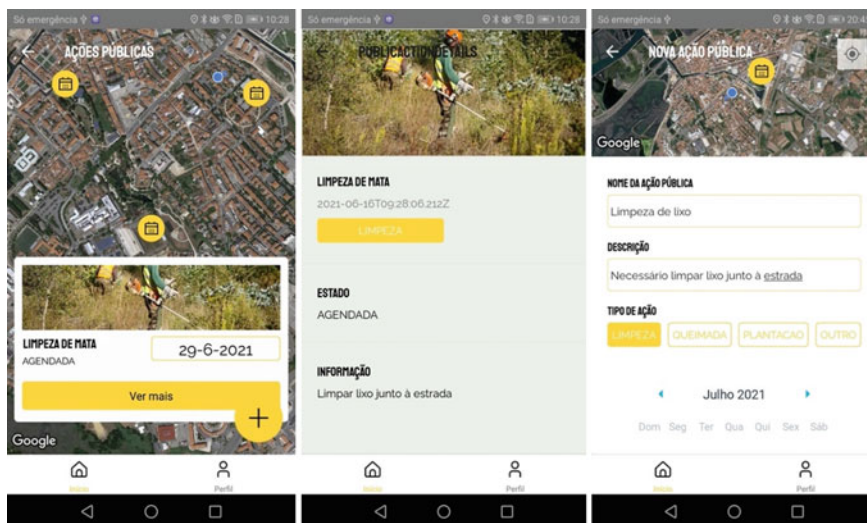 Só emergência
10:28
AÇÕES PÚBLICAS
LIMPEZA DE MATA
AGENDADA
29-6-2021
Ver mais
+
Google
Início
Perfil
Só emergência
10:28
PUBLICACTIONDETAILS
LIMPEZA DE MATA
2021-06-16T09:28:06.212Z
LIMPEZA
ESTADO
AGENDADA
INFORMAÇÃO
Limpar lixo junto à estrada
Início
Perfil
Só emergência
NOVA AÇÃO PÚBLICA
Google
NOME DA AÇÃO PÚBLICA
Limpeza de lixo
DESCRIÇÃO
Necessário limpar lixo junto à estrada
TIPO DE AÇÃO
LIMPEZA QUEIMADA PLANTACAO OUTRO
Julho 2021
Dom Seg Ter Qua Qui Sex Sáb
Início
Perfil